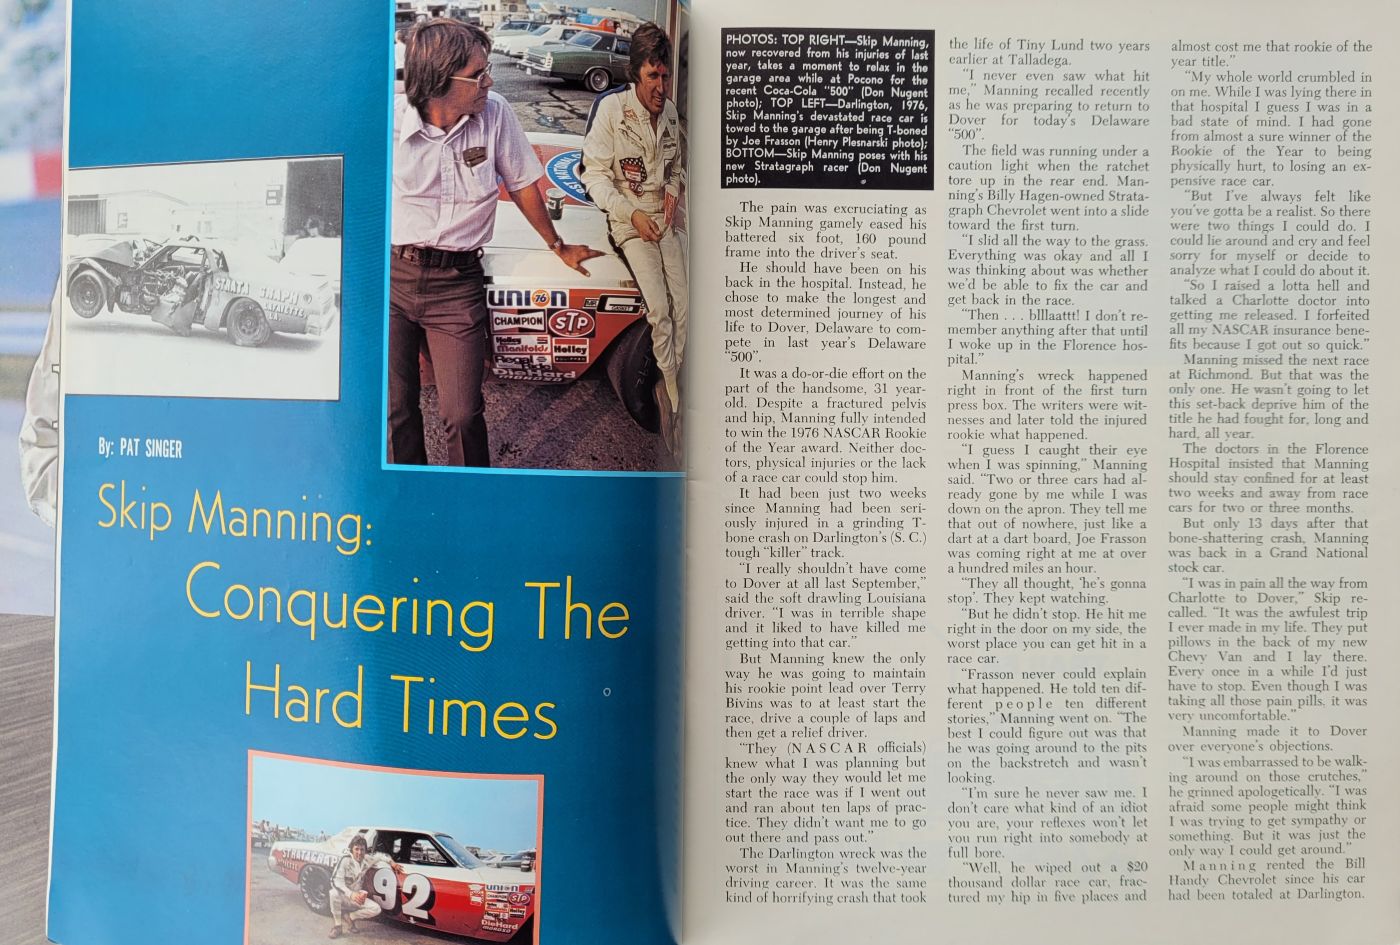 STRATA GRAPH
LAFAYETTE
LA.
UNION 76
CHAMPION
STP
Holley
Manifolds
Holley
DieHard
MOROSO
By: PAT SINGER
Skip Manning:
Conquering The
Hard Times
STRATAGRAPH
92
UNION
STP
Holley
DieHard
MOROSO
PHOTOS: TOP RIGHT—Skip Manning,
now recovered from his injuries of last
year, takes a moment to relax in the
garage area while at Pocono for the
recent Coca-Cola "500" (Don Nugent
photo); TOP LEFT—Darlington, 1976,
Skip Manning's devastated race car is
towed to the garage after being T-boned
by Joe Frasson (Henry Plesnarski photo);
BOTTOM—Skip Manning poses with his
new Stratagraph racer (Don Nugent
photo).
The pain was excruciating as
Skip Manning gamely eased his
battered six foot, 160 pound
frame into the driver's seat.
He should have been on his
back in the hospital. Instead, he
chose to make the longest and
most determined journey of his
life to Dover, Delaware to com-
pete in last year's Delaware
"500".
It was a do-or-die effort on the
part of the handsome, 31 year-
old. Despite a fractured pelvis
and hip, Manning fully intended
to win the 1976 NASCAR Rookie
of the Year award. Neither doc-
tors, physical injuries or the lack
of a race car could stop him.
It had been just two weeks
since Manning had been seri-
ously injured in a grinding T-
bone crash on Darlington's (S. C.)
tough "killer" track.
"I really shouldn't have come
to Dover at all last September,"
said the soft drawling Louisiana
driver. "I was in terrible shape
and it liked to have killed me
getting into that car."
But Manning knew the only
way he was going to maintain
his rookie point lead over Terry
Bivins was to at least start the
race, drive a couple of laps and
then get a relief driver.
"They (NASCAR officials)
knew what I was planning but
the only way they would let me
start the race was if I went out
and ran about ten laps of prac-
tice. They didn't want me to go
out there and pass out."
The Darlington wreck was the
worst in Manning's twelve-year
driving career. It was the same
kind of horrifying crash that took
the life of Tiny Lund two years
earlier at Talladega.
"I never even saw what hit
me," Manning recalled recently
as he was preparing to return to
Dover for today's Delaware
"500".
The field was running under a
caution light when the ratchet
tore up in the rear end. Man-
ning's Billy Hagen-owned Strata-
graph Chevrolet went into a slide
toward the first turn.
"I slid all the way to the grass.
Everything was okay and all I
was thinking about was whether
we'd be able to fix the car and
get back in the race.
"Then . . . blllaattt! I don't re-
member anything after that until
I woke up in the Florence hos-
pital."
Manning's wreck happened
right in front of the first turn
press box. The writers were wit-
nesses and later told the injured
rookie what happened.
"I guess I caught their eye
when I was spinning," Manning
said. "Two or three cars had al-
ready gone by me while I was
down on the apron. They tell me
that out of nowhere, just like a
dart at a dart board, Joe Frasson
was coming right at me at over
a hundred miles an hour.
"They all thought, 'he's gonna
stop'. They kept watching.
"But he didn't stop. He hit me
right in the door on my side, the
worst place you can get hit in a
race car.
"Frasson never could explain
what happened. He told ten dif-
ferent people ten different
stories," Manning went on. "The
best I could figure out was that
he was going around to the pits
on the backstretch and wasn't
looking.
"I'm sure he never saw me. I
don't care what kind of an idiot
you are, your reflexes won't let
you run right into somebody at
full bore.
"Well, he wiped out a $20
thousand dollar race car, frac-
tured my hip in five places and
almost cost me that rookie of the
year title."
"My whole world crumbled in
on me. While I was lying there in
that hospital I guess I was in a
bad state of mind. I had gone
from almost a sure winner of the
Rookie of the Year to being
physically hurt, to losing an ex-
pensive race car.
"But I've always felt like
you've gotta be a realist. So there
were two things I could do. I
could lie around and cry and feel
sorry for myself or decide to
analyze what I could do about it.
"So I raised a lotta hell and
talked a Charlotte doctor into
getting me released. I forfeited
all my NASCAR insurance bene-
fits because I got out so quick."
Manning missed the next race
at Richmond. But that was the
only one. He wasn't going to let
this set-back deprive him of the
title he had fought for, long and
hard, all year.
The doctors in the Florence
Hospital insisted that Manning
should stay confined for at least
two weeks and away from race
cars for two or three months.
But only 13 days after that
bone-shattering crash, Manning
was back in a Grand National
stock car.
"I was in pain all the way from
Charlotte to Dover," Skip re-
called. "It was the awfulest trip
I ever made in my life. They put
pillows in the back of my new
Chevy Van and I lay there.
Every once in a while I'd just
have to stop. Even though I was
taking all those pain pills, it was
very uncomfortable."
Manning made it to Dover
over everyone's objections.
"I was embarrassed to be walk-
ing around on those crutches,"
he grinned apologetically. "I was
afraid some people might think
I was trying to get sympathy or
something. But it was just the
only way I could get around."
Manning rented the Bill
Handy Chevrolet since his car
had been totaled at Darlington.